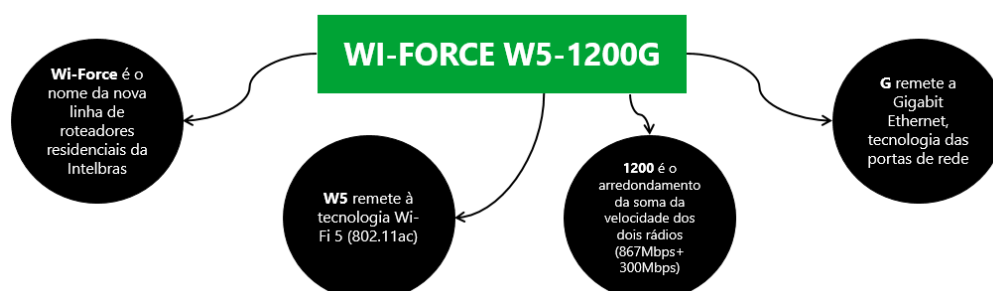 WI-FORCE W5-1200G
Wi-Force é o
nome da nova
linha de
roteadores
residenciais da
Intelbras
W5 remete à
tecnologia Wi-
Fi 5 (802.11ac)
1200 é o
arredondamento
da soma da
velocidade dos
dois rádios
(867Mbps+
300Mbps)
G remete a
Gigabit
Ethernet,
tecnologia das
portas de rede